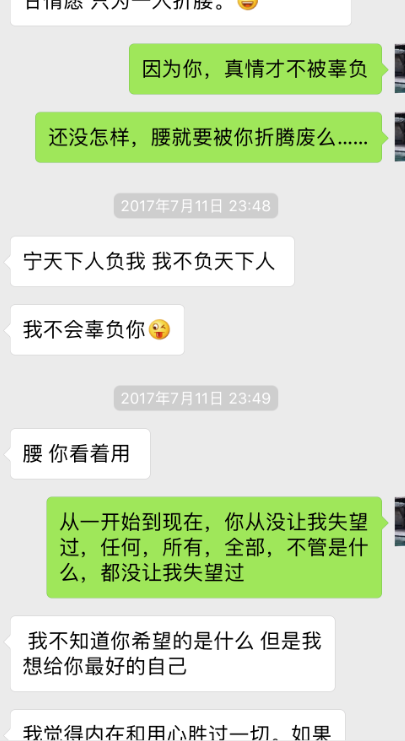 甘情愿 只为一人折腰。😄
因为你，真情才不被辜负
还没怎样，腰就要被你折腾废么……
2017年7月11日 23:48
宁天下人负我 我不负天下人
我不会辜负你😜
2017年7月11日 23:49
腰 你看着用
从一开始到现在，你从没让我失望
过，任何，所有，全部，不管是什
么，都没让我失望过
我不知道你希望的是什么 但是我
想给你最好的自己
我觉得内在和用心胜过一切。如果